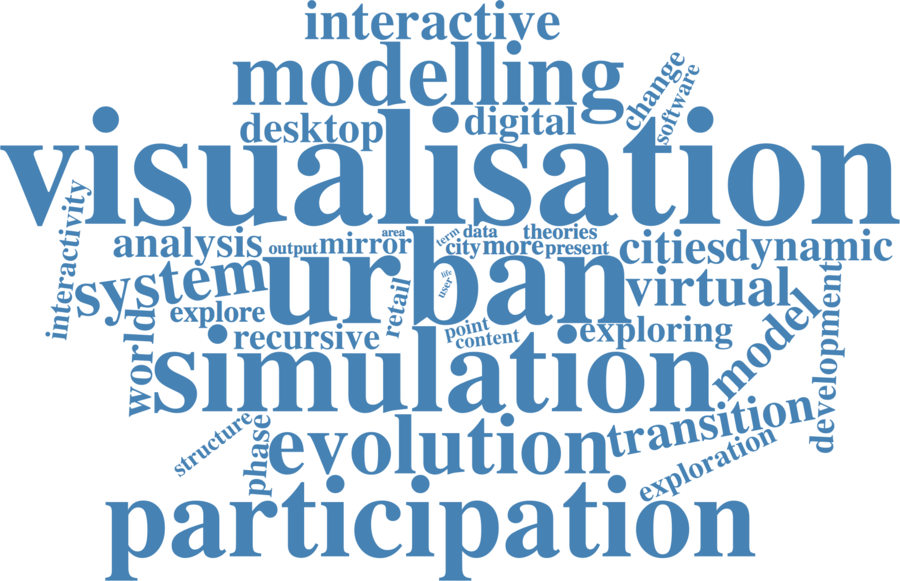 interactive
modelling
change
software
desktop
digital
visualisation
interactivity
analysis
output
mirror
area
term
data
theories
city
more
present
cities
dynamic
system
urban
life
user
virtual
explore
retail
recursive
point
content
exploring
world
simulation
model
development
structure
phase
evolution
transition
exploration
participation